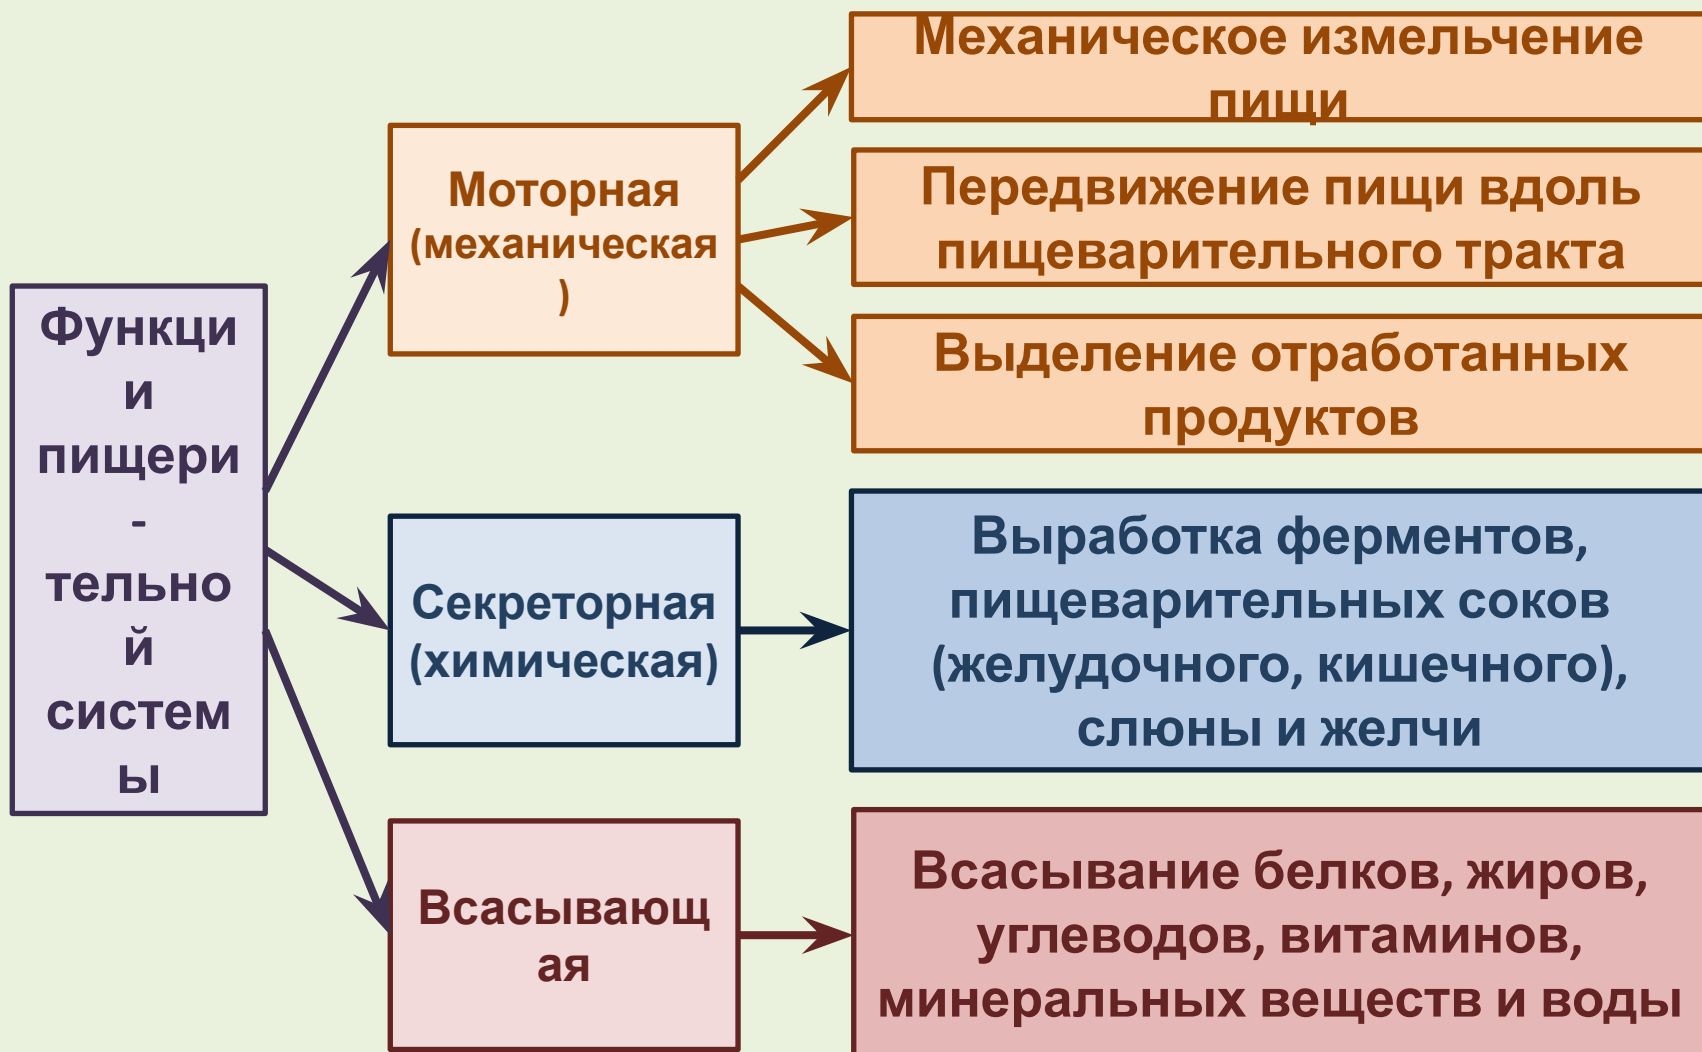 Функци
и
пищери
-
тельно
й
систем
ы
Моторная
(механическая
)
Механическое измельчение
пищи
Передвижение пищи вдоль
пищеварительного тракта
Выделение отработанных
продуктов
Секреторная
(химическая)
Выработка ферментов,
пищеварительных соков
(желудочного, кишечного),
слюны и желчи
Всасывающ
ая
Всасывание белков, жиров,
углеводов, витаминов,
минеральных веществ и воды